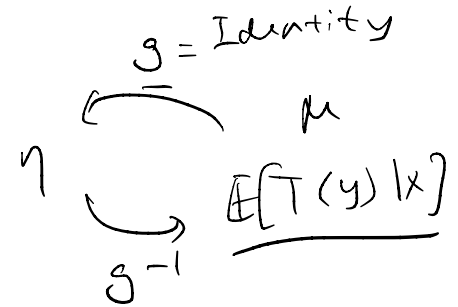 g = Identity
μ
η
E[T(y)|x]
g⁻¹